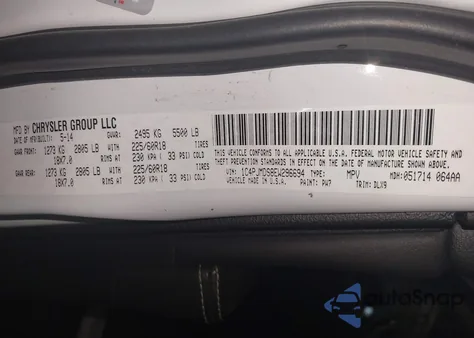 MFD BY CHRYSLER GROUP LLC
DATE OF MFR(BUILT): 5-14 GVWR: 2495 KG 5500 LB
GAWR FRONT: 1273 KG 2805 LB WITH 225/60R18 TIRES
18X7.0 RIMS AT 230 KPA ( 33 PSI) COLD
GAWR REAR: 1273 KG 2805 LB WITH 225/60R18 TIRES
18X7.0 RIMS AT 230 KPA ( 33 PSI) COLD
THIS VEHICLE CONFORMS TO ALL APPLICABLE U.S.A. FEDERAL MOTOR VEHICLE SAFETY AND
THEFT PREVENTION STANDARDS IN EFFECT ON THE DATE OF MANUFACTURE SHOWN ABOVE.
VIN: 1C4PJMDS8EW296694 TYPE: MPV MDH:051714 064AA
VEHICLE MADE IN U.S.A. PAINT: PW7 TRIM: DLX9
autoSnap